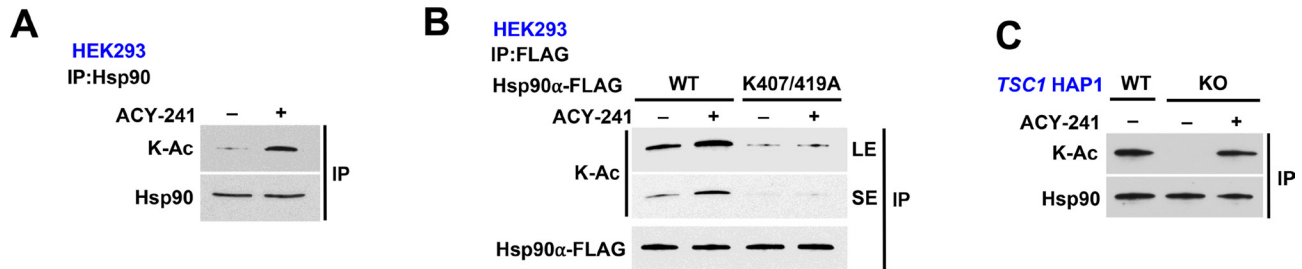 A
HEK293
IP:Hsp90
ACY-241 – +
K-Ac
Hsp90
IP
B
HEK293
IP:FLAG
Hsp90α-FLAG WT K407/419A
ACY-241 – + – +
K-Ac
LE
SE
IP
Hsp90α-FLAG
C
TSC1 HAP1 WT KO
ACY-241 – – +
K-Ac
Hsp90
IP